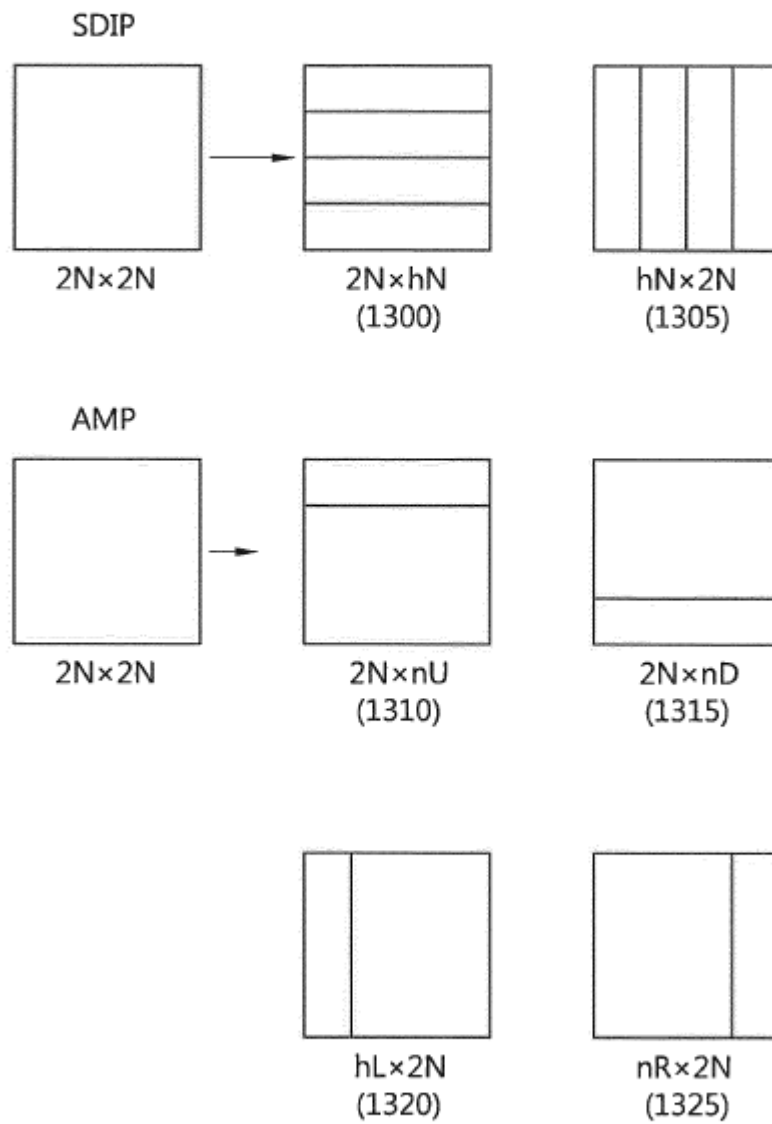 SDIP
2N×2N
2N×hN
(1300)
hN×2N
(1305)
AMP
2N×2N
2N×nU
(1310)
2N×nD
(1315)
hL×2N
(1320)
nR×2N
(1325)